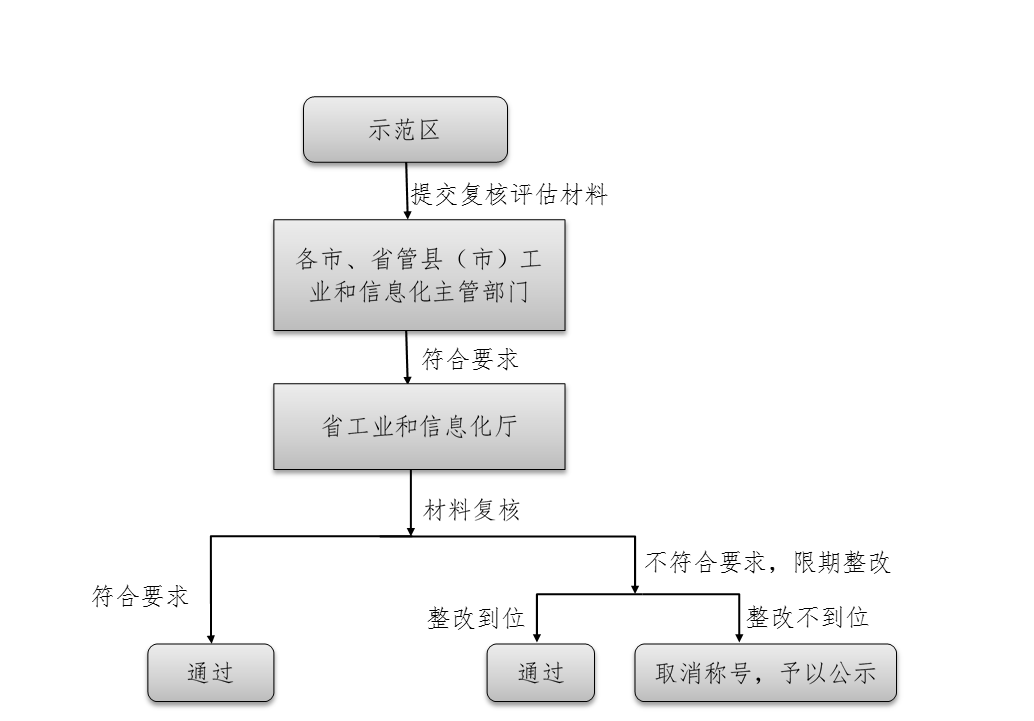 示范区
提交复核评估材料
各市、省管县（市）工
业和信息化主管部门
符合要求
省工业和信息化厅
材料复核
不符合要求，限期整改
符合要求
整改到位
整改不到位
通过
通过
取消称号，予以公示